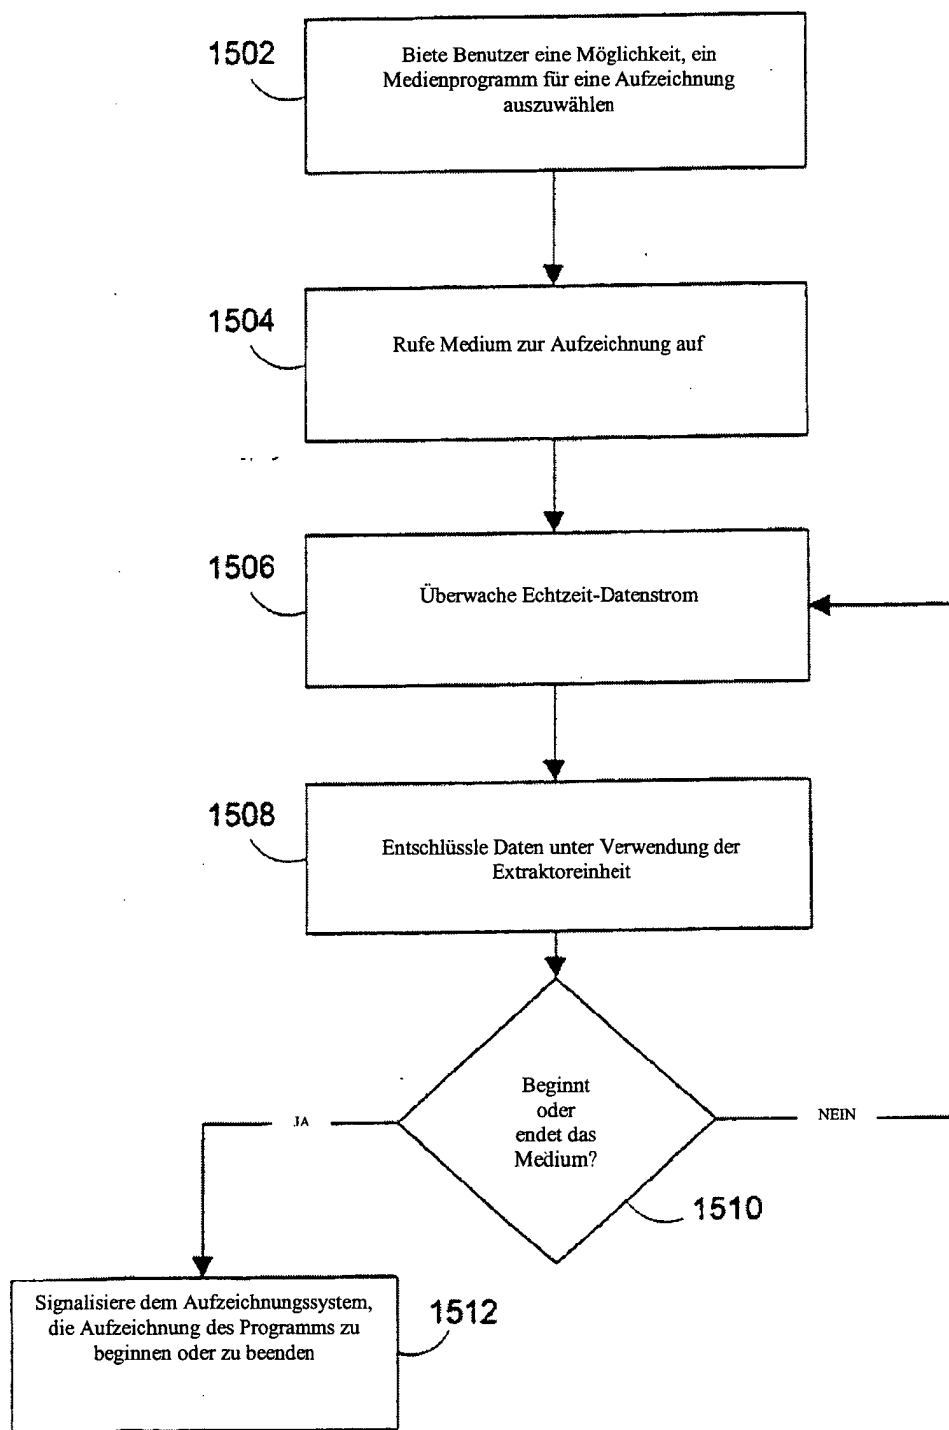 1502
Biete Benutzer eine Möglichkeit, ein
Medienprogramm für eine Aufzeichnung
auszuwählen
1504
Rufe Medium zur Aufzeichnung auf
1506
Überwache Echtzeit-Datenstrom
1508
Entschlüssle Daten unter Verwendung der
Extraktoreinheit
Beginnt
oder
endet das
Medium?
JA
NEIN
1510
Signalisiere dem Aufzeichnungssystem,
die Aufzeichnung des Programms zu
beginnen oder zu beenden
1512